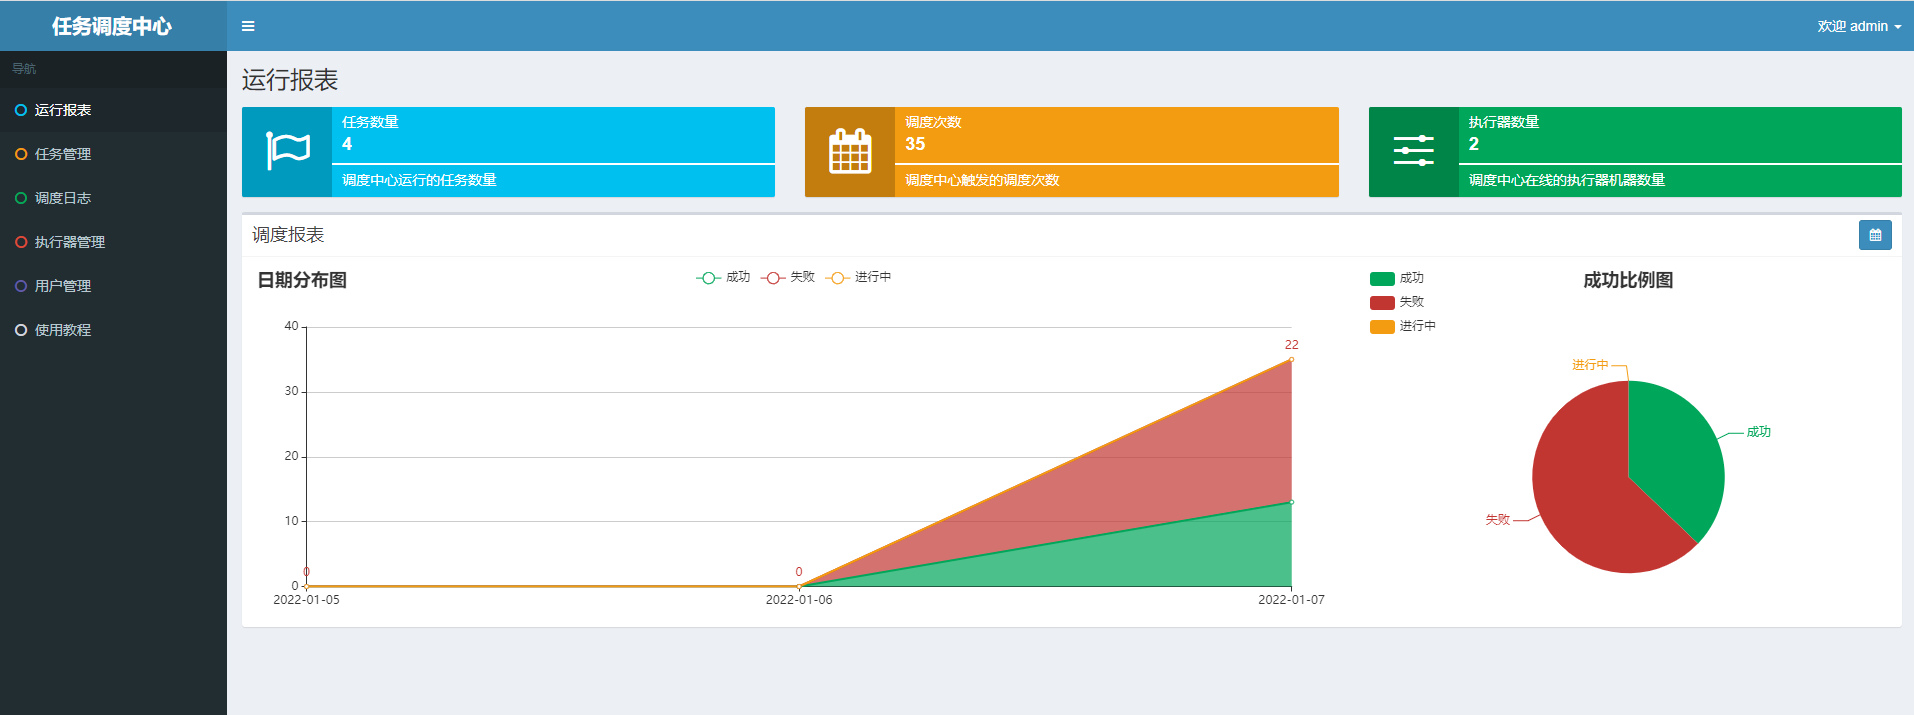 任务调度中心
欢迎 admin
导航
运行报表
任务管理
调度日志
执行器管理
用户管理
使用教程
运行报表
任务数量
4
调度中心运行的任务数量
调度次数
35
调度中心触发的调度次数
执行器数量
2
调度中心在线的执行器机器数量
调度报表
日期分布图
成功 失败 进行中
40
30
20
10
0
22
0
0
2022-01-05 2022-01-06 2022-01-07
成功比例图
成功
失败
进行中
进行中
成功
失败